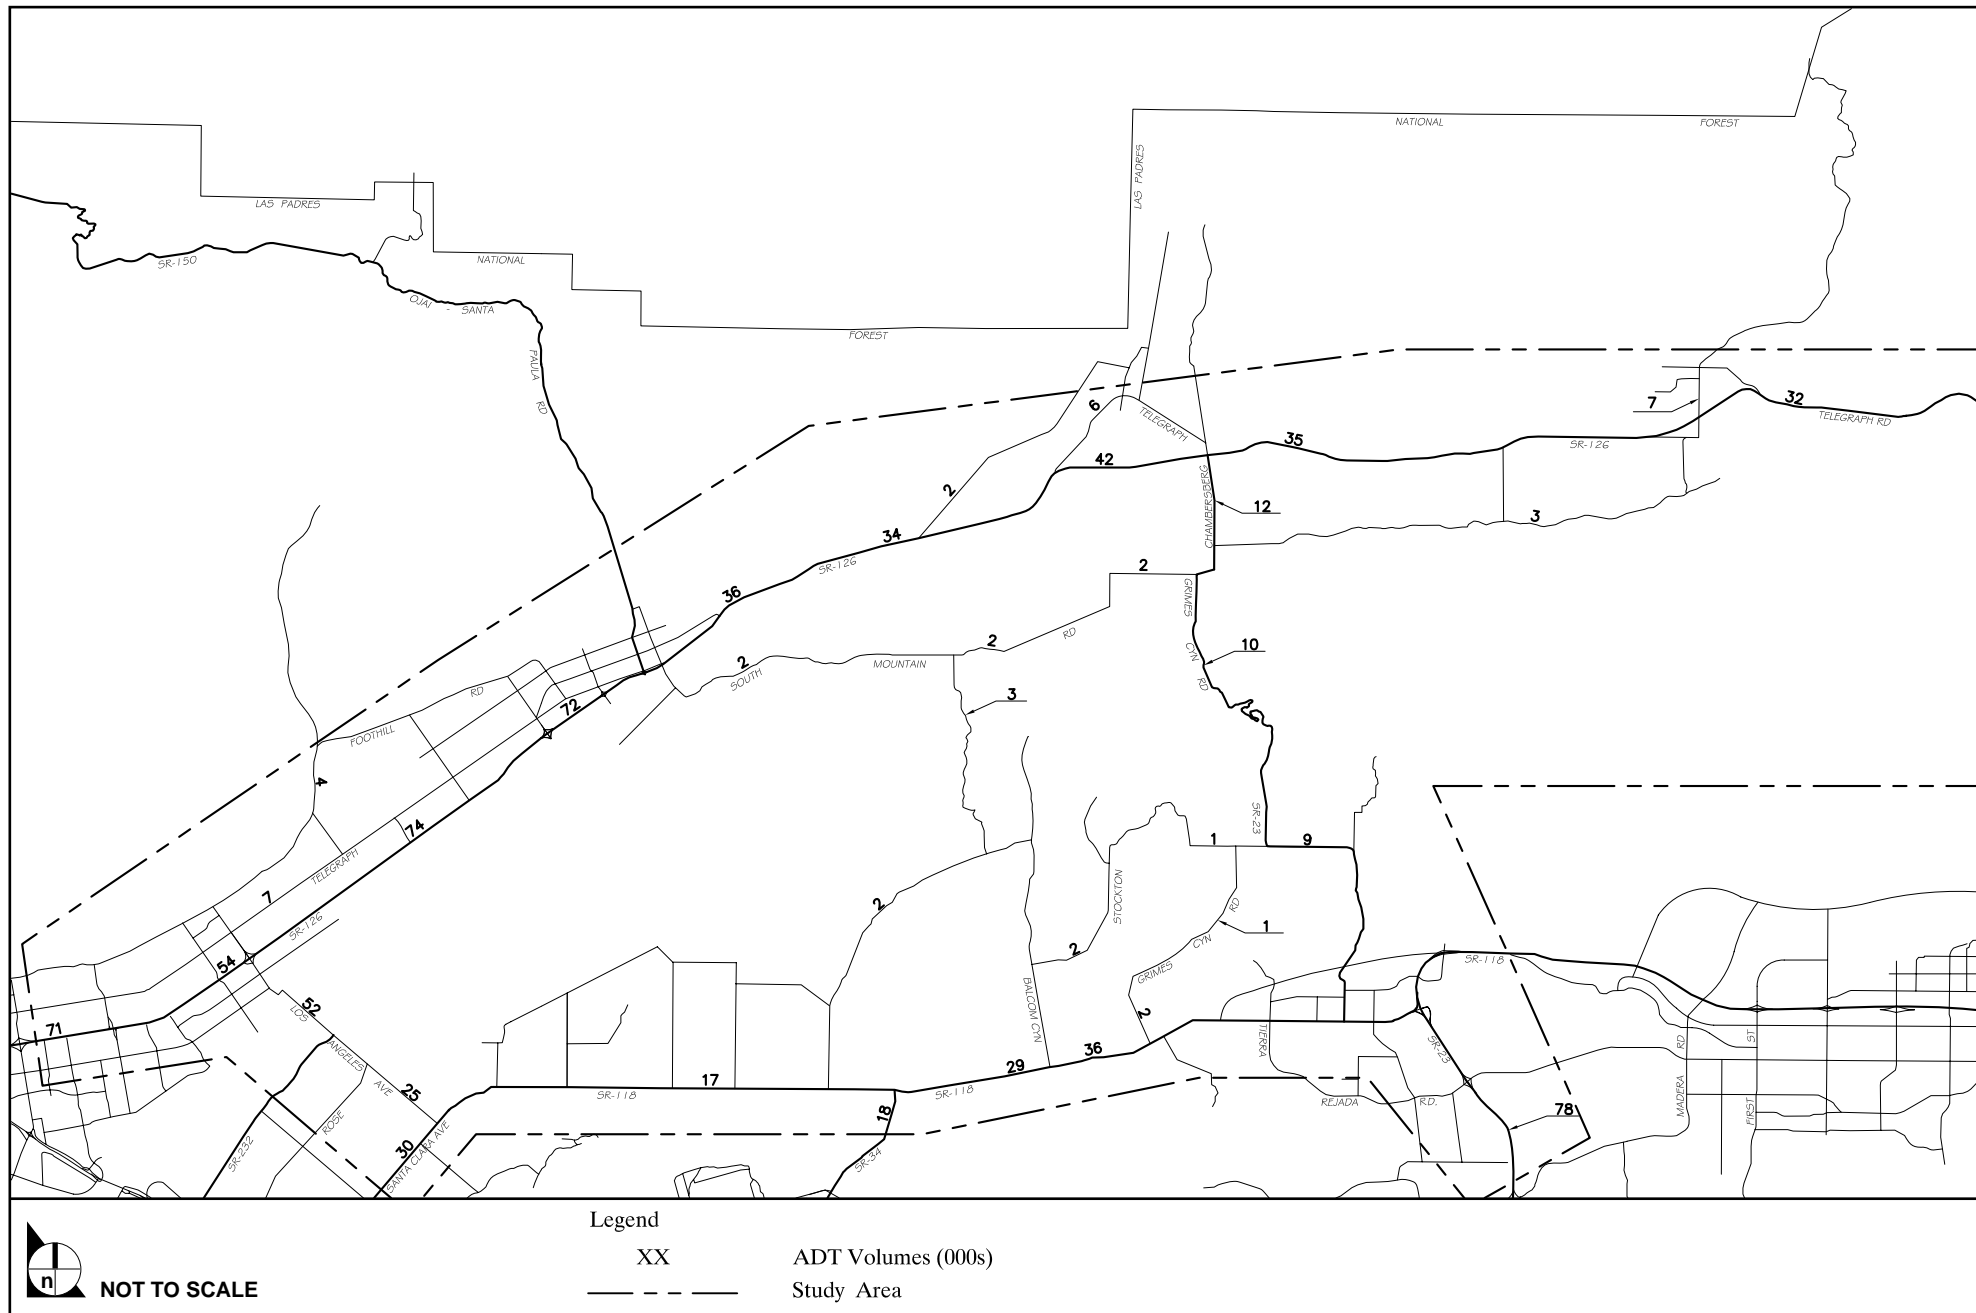 NATIONAL
FOREST
LAS PADRES
LAS PADRES
SR-150
NATIONAL
OJAI - SANTA
PAULA RD
FOREST
7
32
TELEGRAPH RD
6
TELEGRAPH
35
SR-126
42
2
CHAMBERSBERG
12
3
34
SR-126
2
GRIMES CYN RD
36
10
2
RD
2
SOUTH
MOUNTAIN
3
RD
72
FOOTHILL
4
74
SR-23
9
1
TELEGRAPH
7
2
STOCKTON
RD
1
CYN
GRIMES
2
SR-126
54
2
BALCOM CYN
SR-118
52
LOS ANGELES AVE
71
TIERRA
36
29
SR-23
RD
ST
25
17
SR-118
SR-118
18
REJADA RD.
MADERA
FIRST
78
ROSE
30
SANTA CLARA AVE
SR-232
SR-34
Legend
XX ADT Volumes (000s)
Study Area
n
NOT TO SCALE